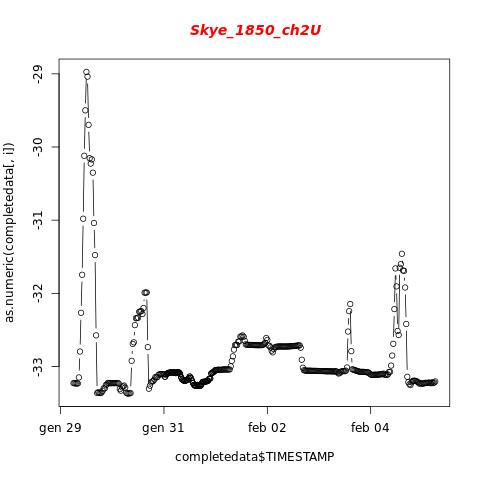 Skye_1850_ch2U
as.numeric(completedata[, i])
-29
-30
-31
-32
-33
gen 29
gen 31
feb 02
feb 04
completedata$TIMESTAMP